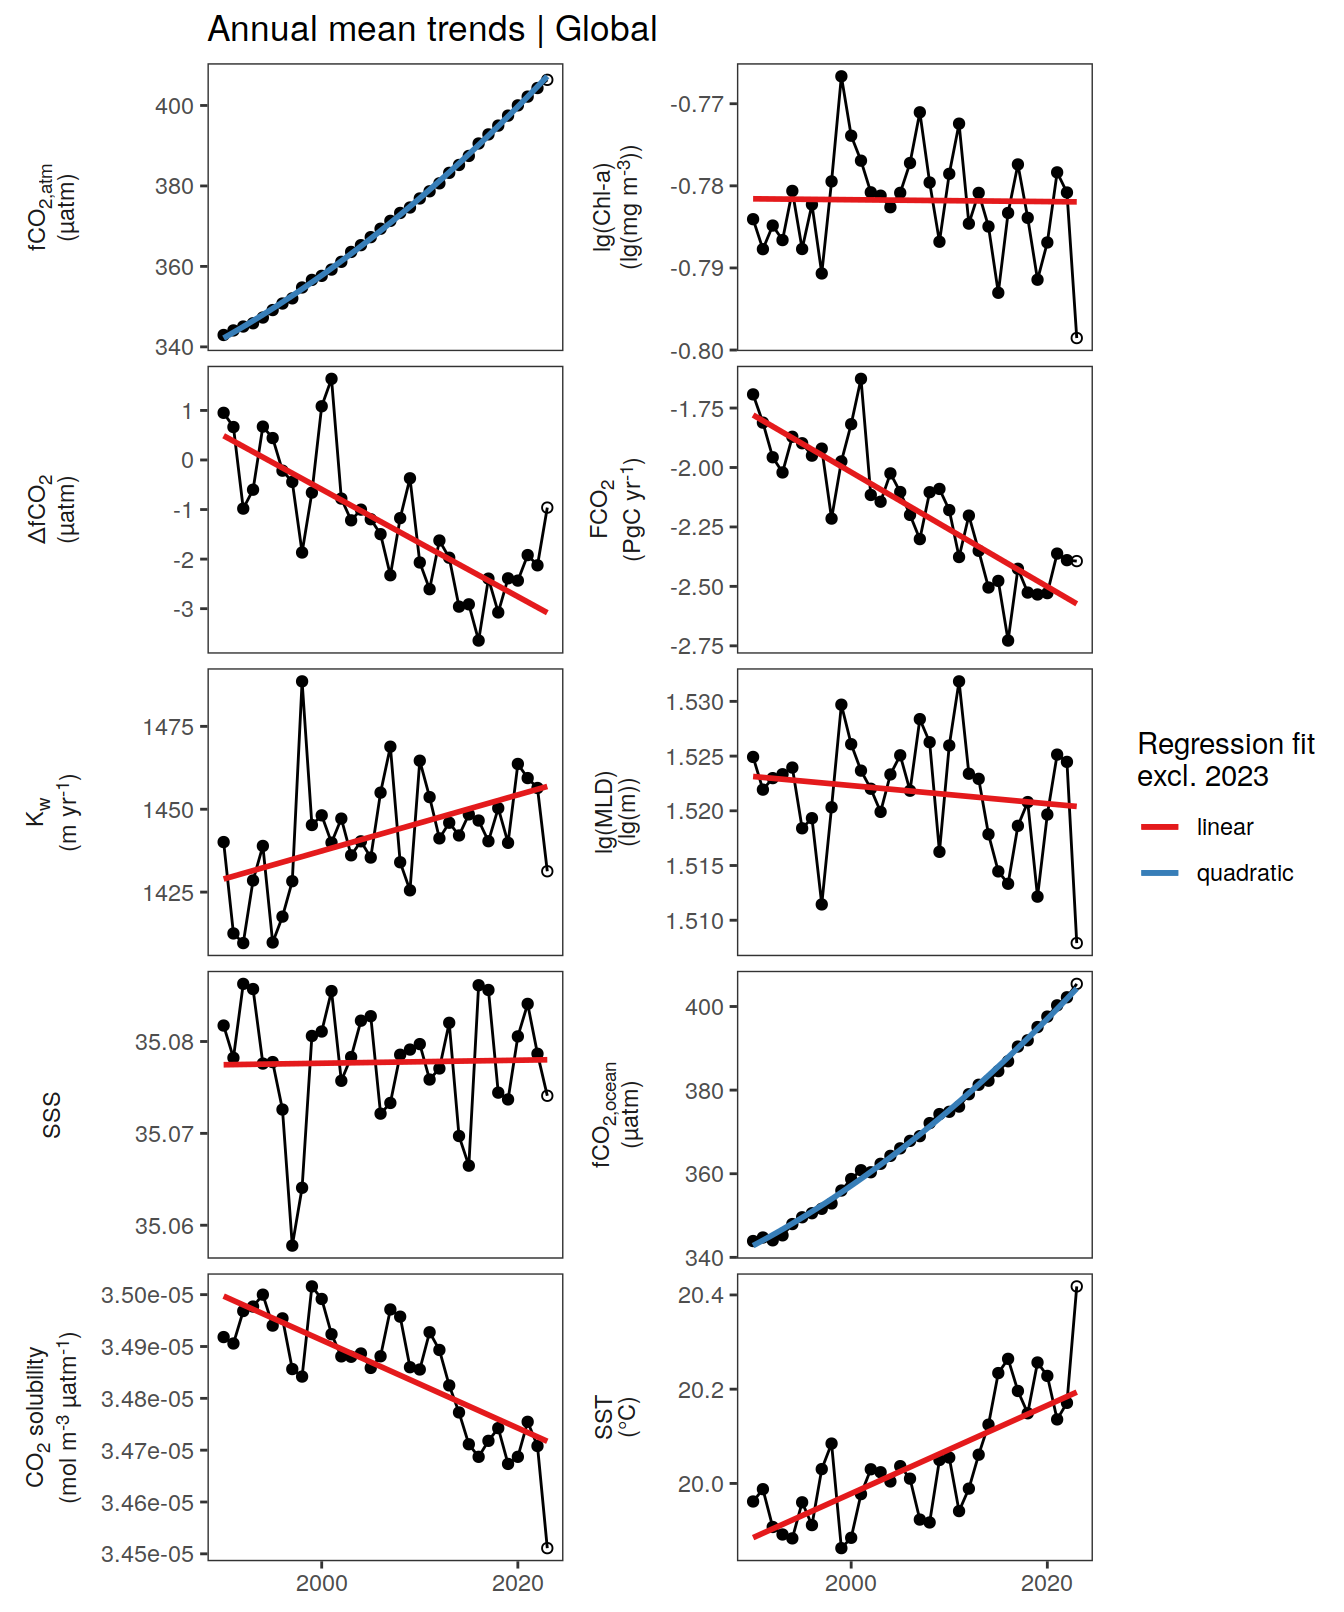 Annual mean trends | Global
fCO2,atm
(µatm)
400
380
360
340
lg(Chl-a)
(lg(mg m-3))
-0.77
-0.78
-0.79
-0.80
ΔfCO2
(µatm)
1
0
-1
-2
-3
FCO2
(PgC yr-1)
-1.75
-2.00
-2.25
-2.50
-2.75
Kw
(m yr-1)
1475
1450
1425
lg(MLD)
(lg(m))
1.530
1.525
1.520
1.515
1.510
Regression fit
excl. 2023
linear
quadratic
SSS
35.08
35.07
35.06
fCO2,ocean
(µatm)
400
380
360
340
CO2 solubility
(mol m-3 µatm-1)
3.50e-05
3.49e-05
3.48e-05
3.47e-05
3.46e-05
3.45e-05
SST
(°C)
20.4
20.2
20.0
2000
2020
2000
2020